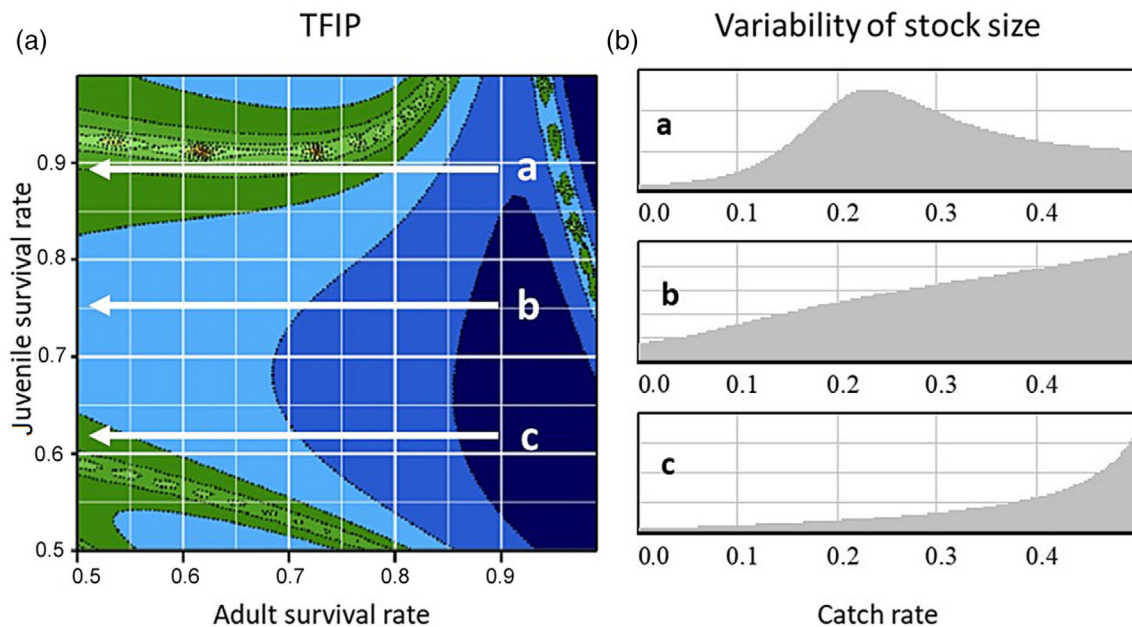 (a)
TFIP
Juvenile survival rate
0.9
0.8
0.7
0.6
0.5
a
b
c
0.5 0.6 0.7 0.8 0.9
Adult survival rate
(b)
Variability of stock size
a
0.0 0.1 0.2 0.3 0.4
b
0.0 0.1 0.2 0.3 0.4
c
0.0 0.1 0.2 0.3 0.4
Catch rate